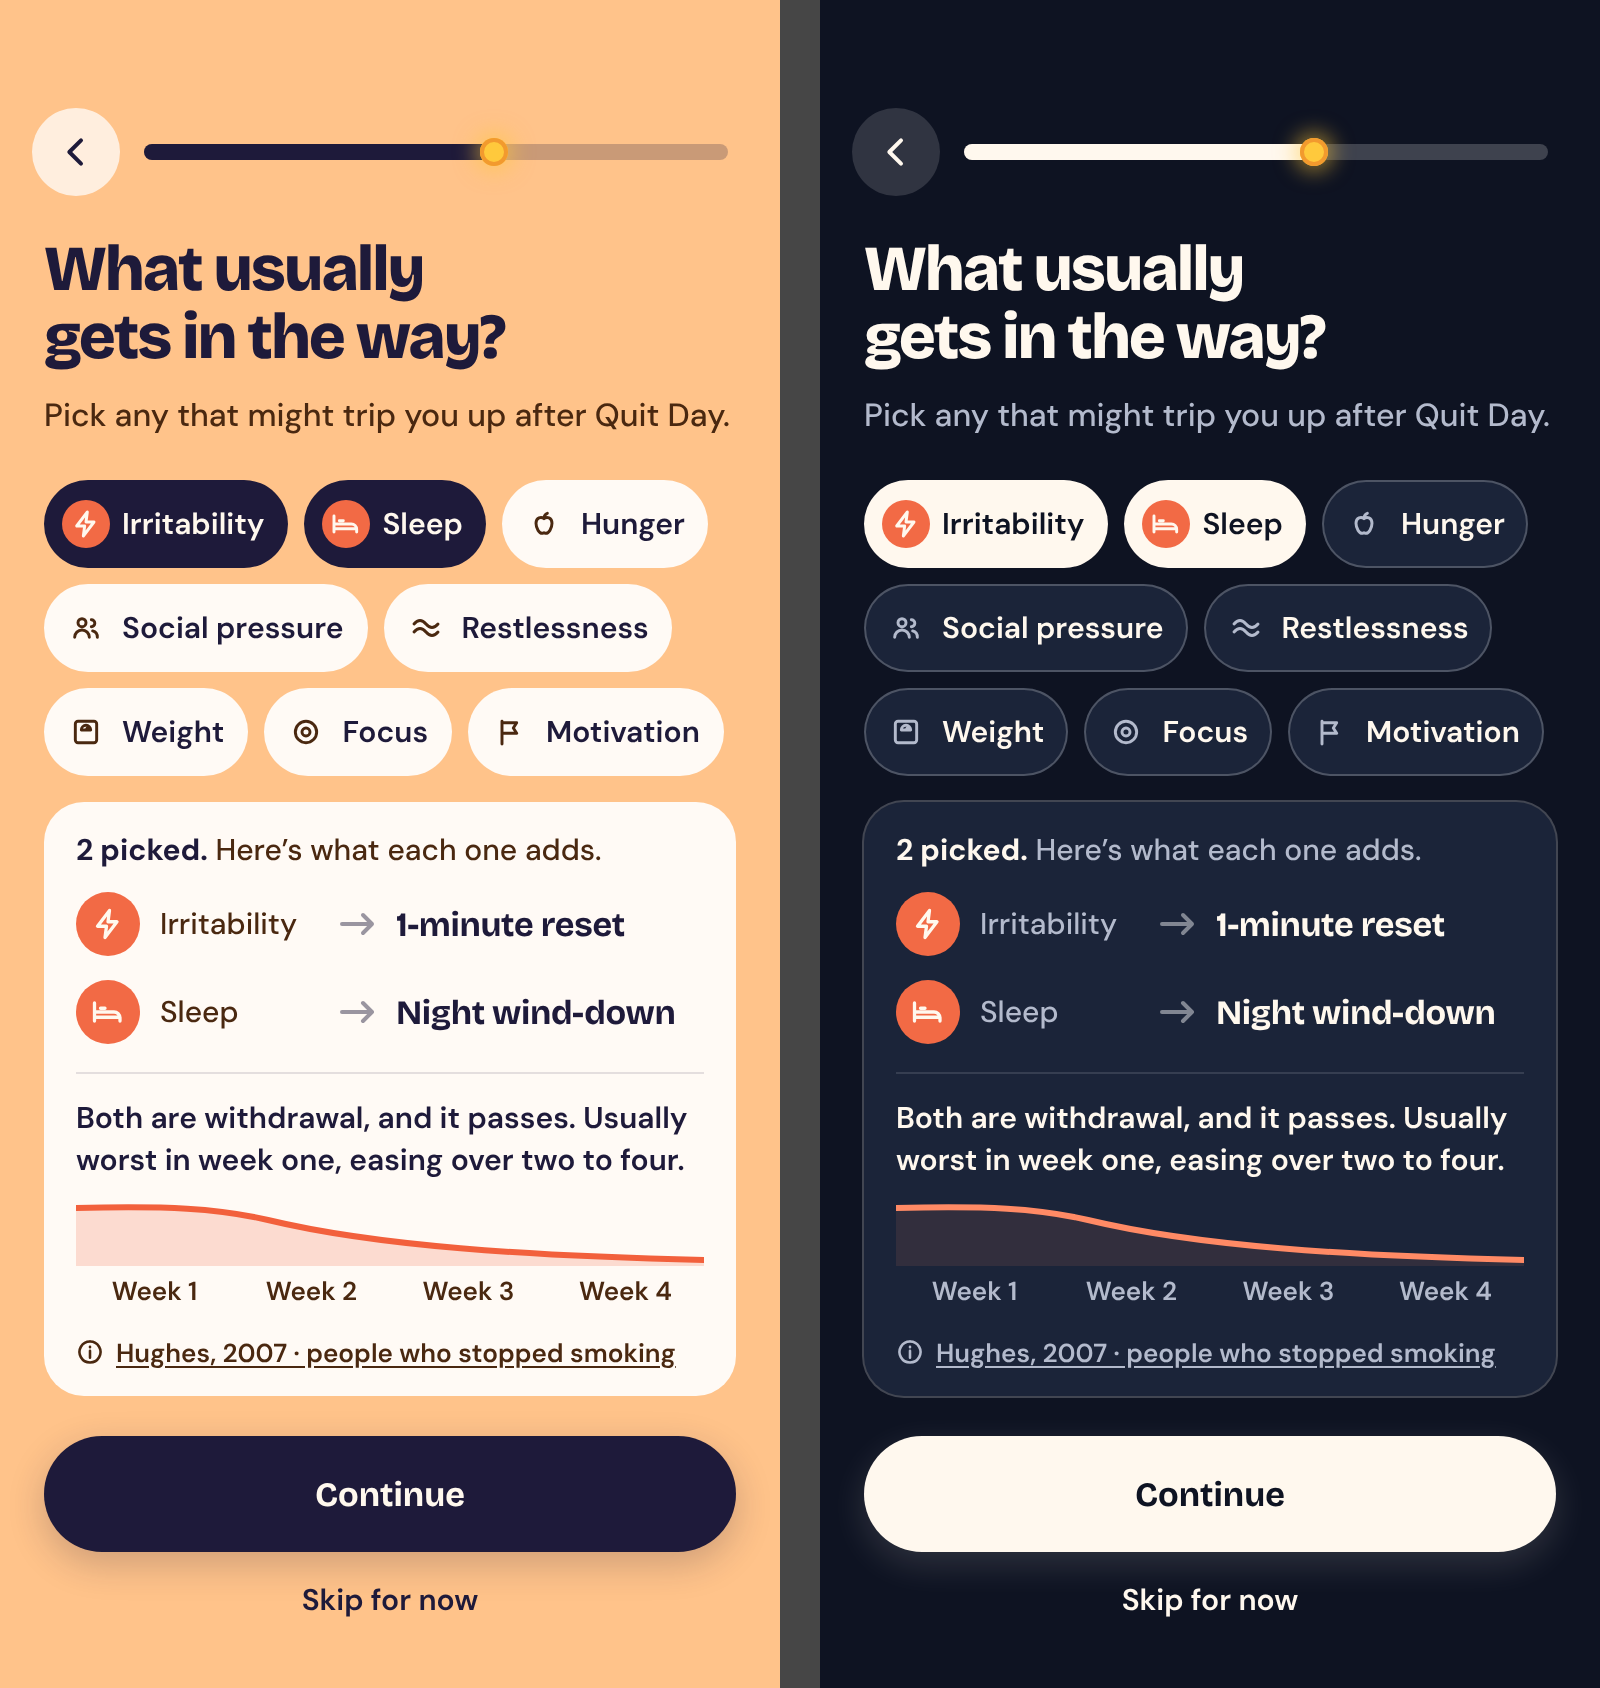 What usually
gets in the way?
Pick any that might trip you up after Quit Day.
Irritability
Sleep
Hunger
Social pressure
Restlessness
Weight
Focus
Motivation
2 picked. Here’s what each one adds.
Irritability → 1-minute reset
Sleep → Night wind-down
Both are withdrawal, and it passes. Usually
worst in week one, easing over two to four.
Week 1 Week 2 Week 3 Week 4
Hughes, 2007 · people who stopped smoking
Continue
Skip for now
What usually
gets in the way?
Pick any that might trip you up after Quit Day.
Irritability
Sleep
Hunger
Social pressure
Restlessness
Weight
Focus
Motivation
2 picked. Here’s what each one adds.
Irritability → 1-minute reset
Sleep → Night wind-down
Both are withdrawal, and it passes. Usually
worst in week one, easing over two to four.
Week 1 Week 2 Week 3 Week 4
Hughes, 2007 · people who stopped smoking
Continue
Skip for now